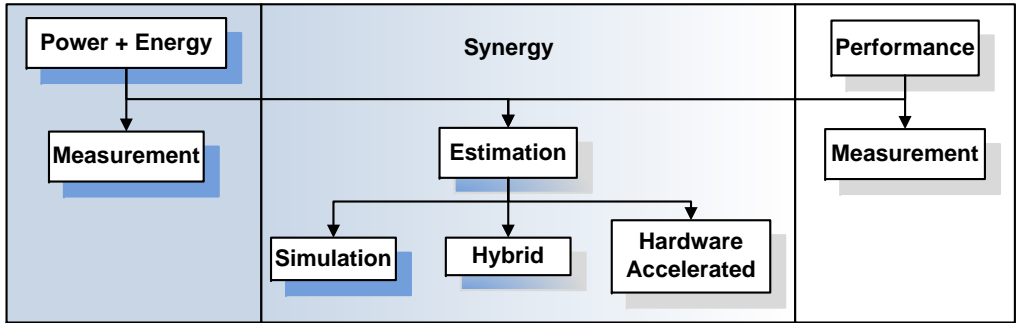 Power + Energy
Synergy
Performance
Measurement
Estimation
Measurement
Simulation
Hybrid
Hardware
Accelerated